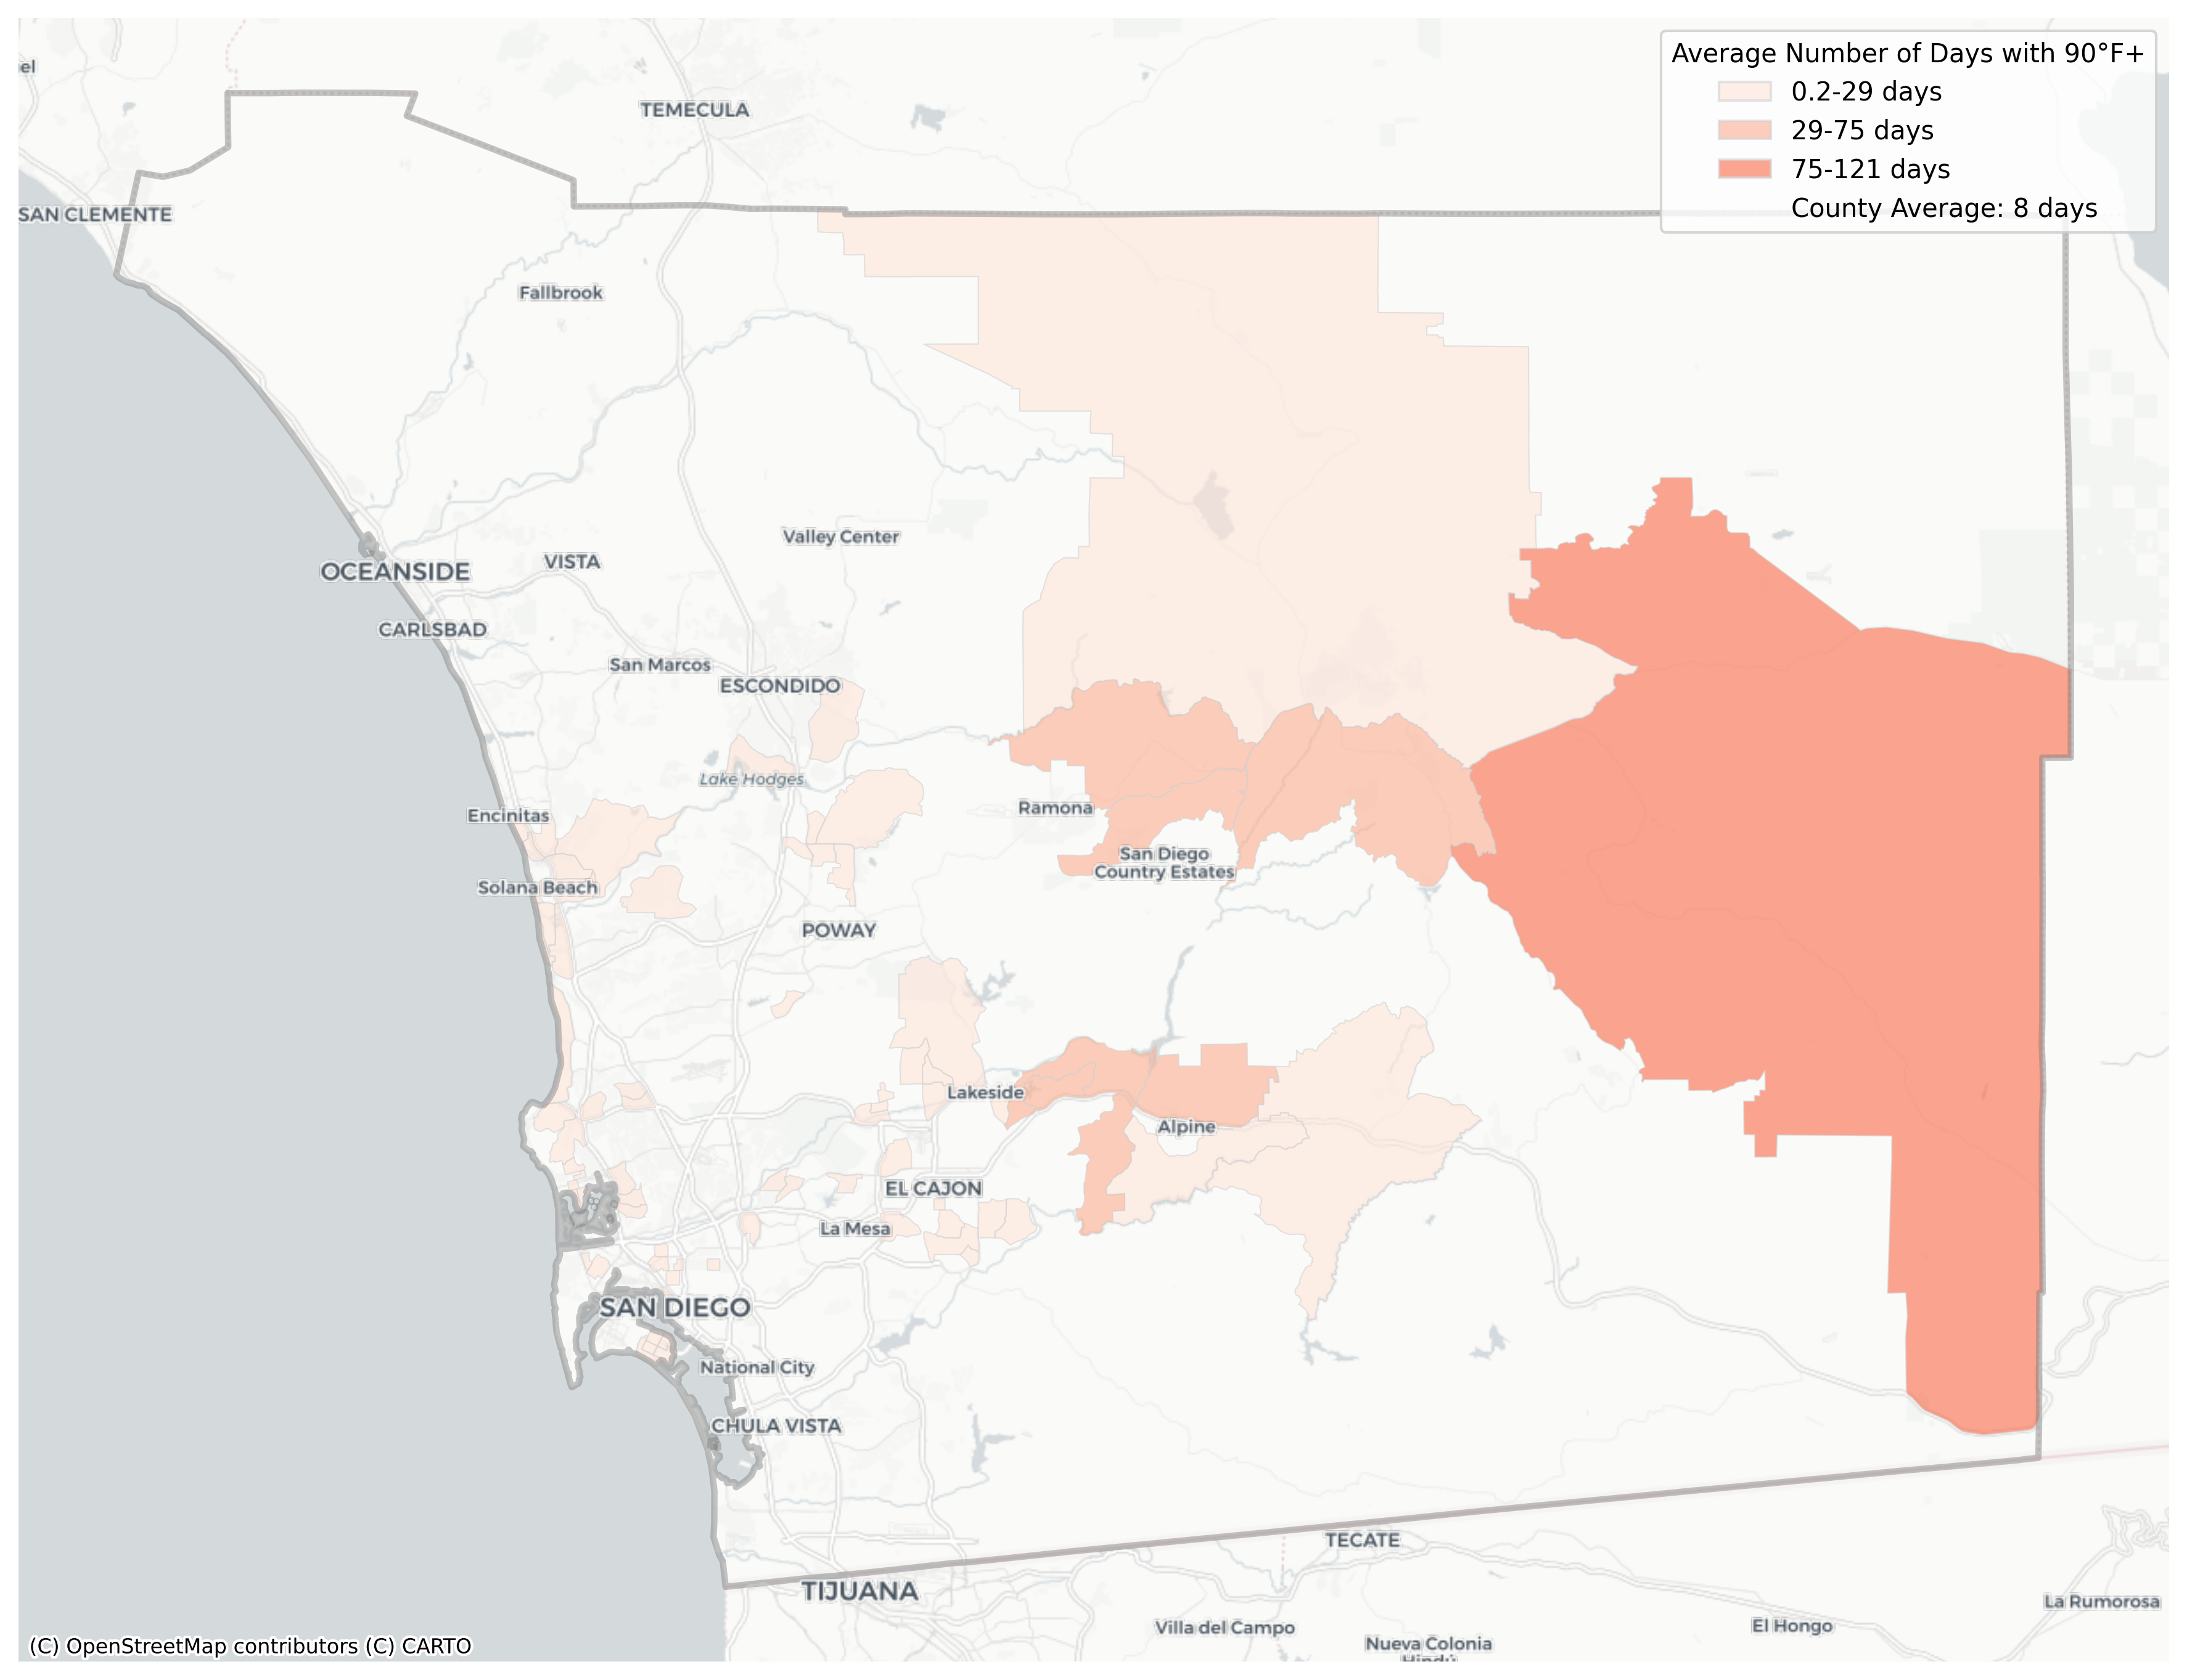 Average Number of Days with 90°F+
0.2-29 days
29-75 days
75-121 days
County Average: 8 days
el
TEMECULA
SAN CLEMENTE
Fallbrook
Valley Center
VISTA
OCEANSIDE
CARLSBAD
San Marcos
ESCONDIDO
Lake Hodges
Encinitas
Ramona
San Diego
Country Estates
Solana Beach
POWAY
Lakeside
Alpine
EL CAJON
La Mesa
SAN DIEGO
National City
CHULA VISTA
TECATE
TIJUANA
La Rumorosa
Villa del Campo
El Hongo
Nueva Colonia
Hindú
(C) OpenStreetMap contributors (C) CARTO